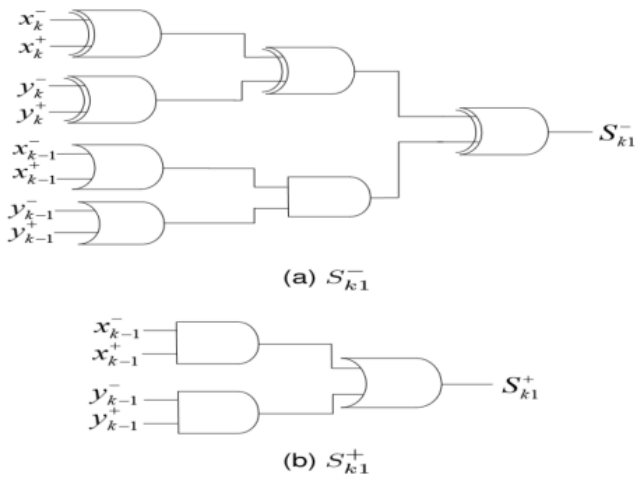 x_k^-
x_k^+
y_k^-
y_k^+
x_{k-1}^-
x_{k-1}^+
y_{k-1}^-
y_{k-1}^+
S_{k1}^-
(a) S_{k1}^-
x_{k-1}^-
x_{k-1}^+
y_{k-1}^-
y_{k-1}^+
S_{k1}^+
(b) S_{k1}^+